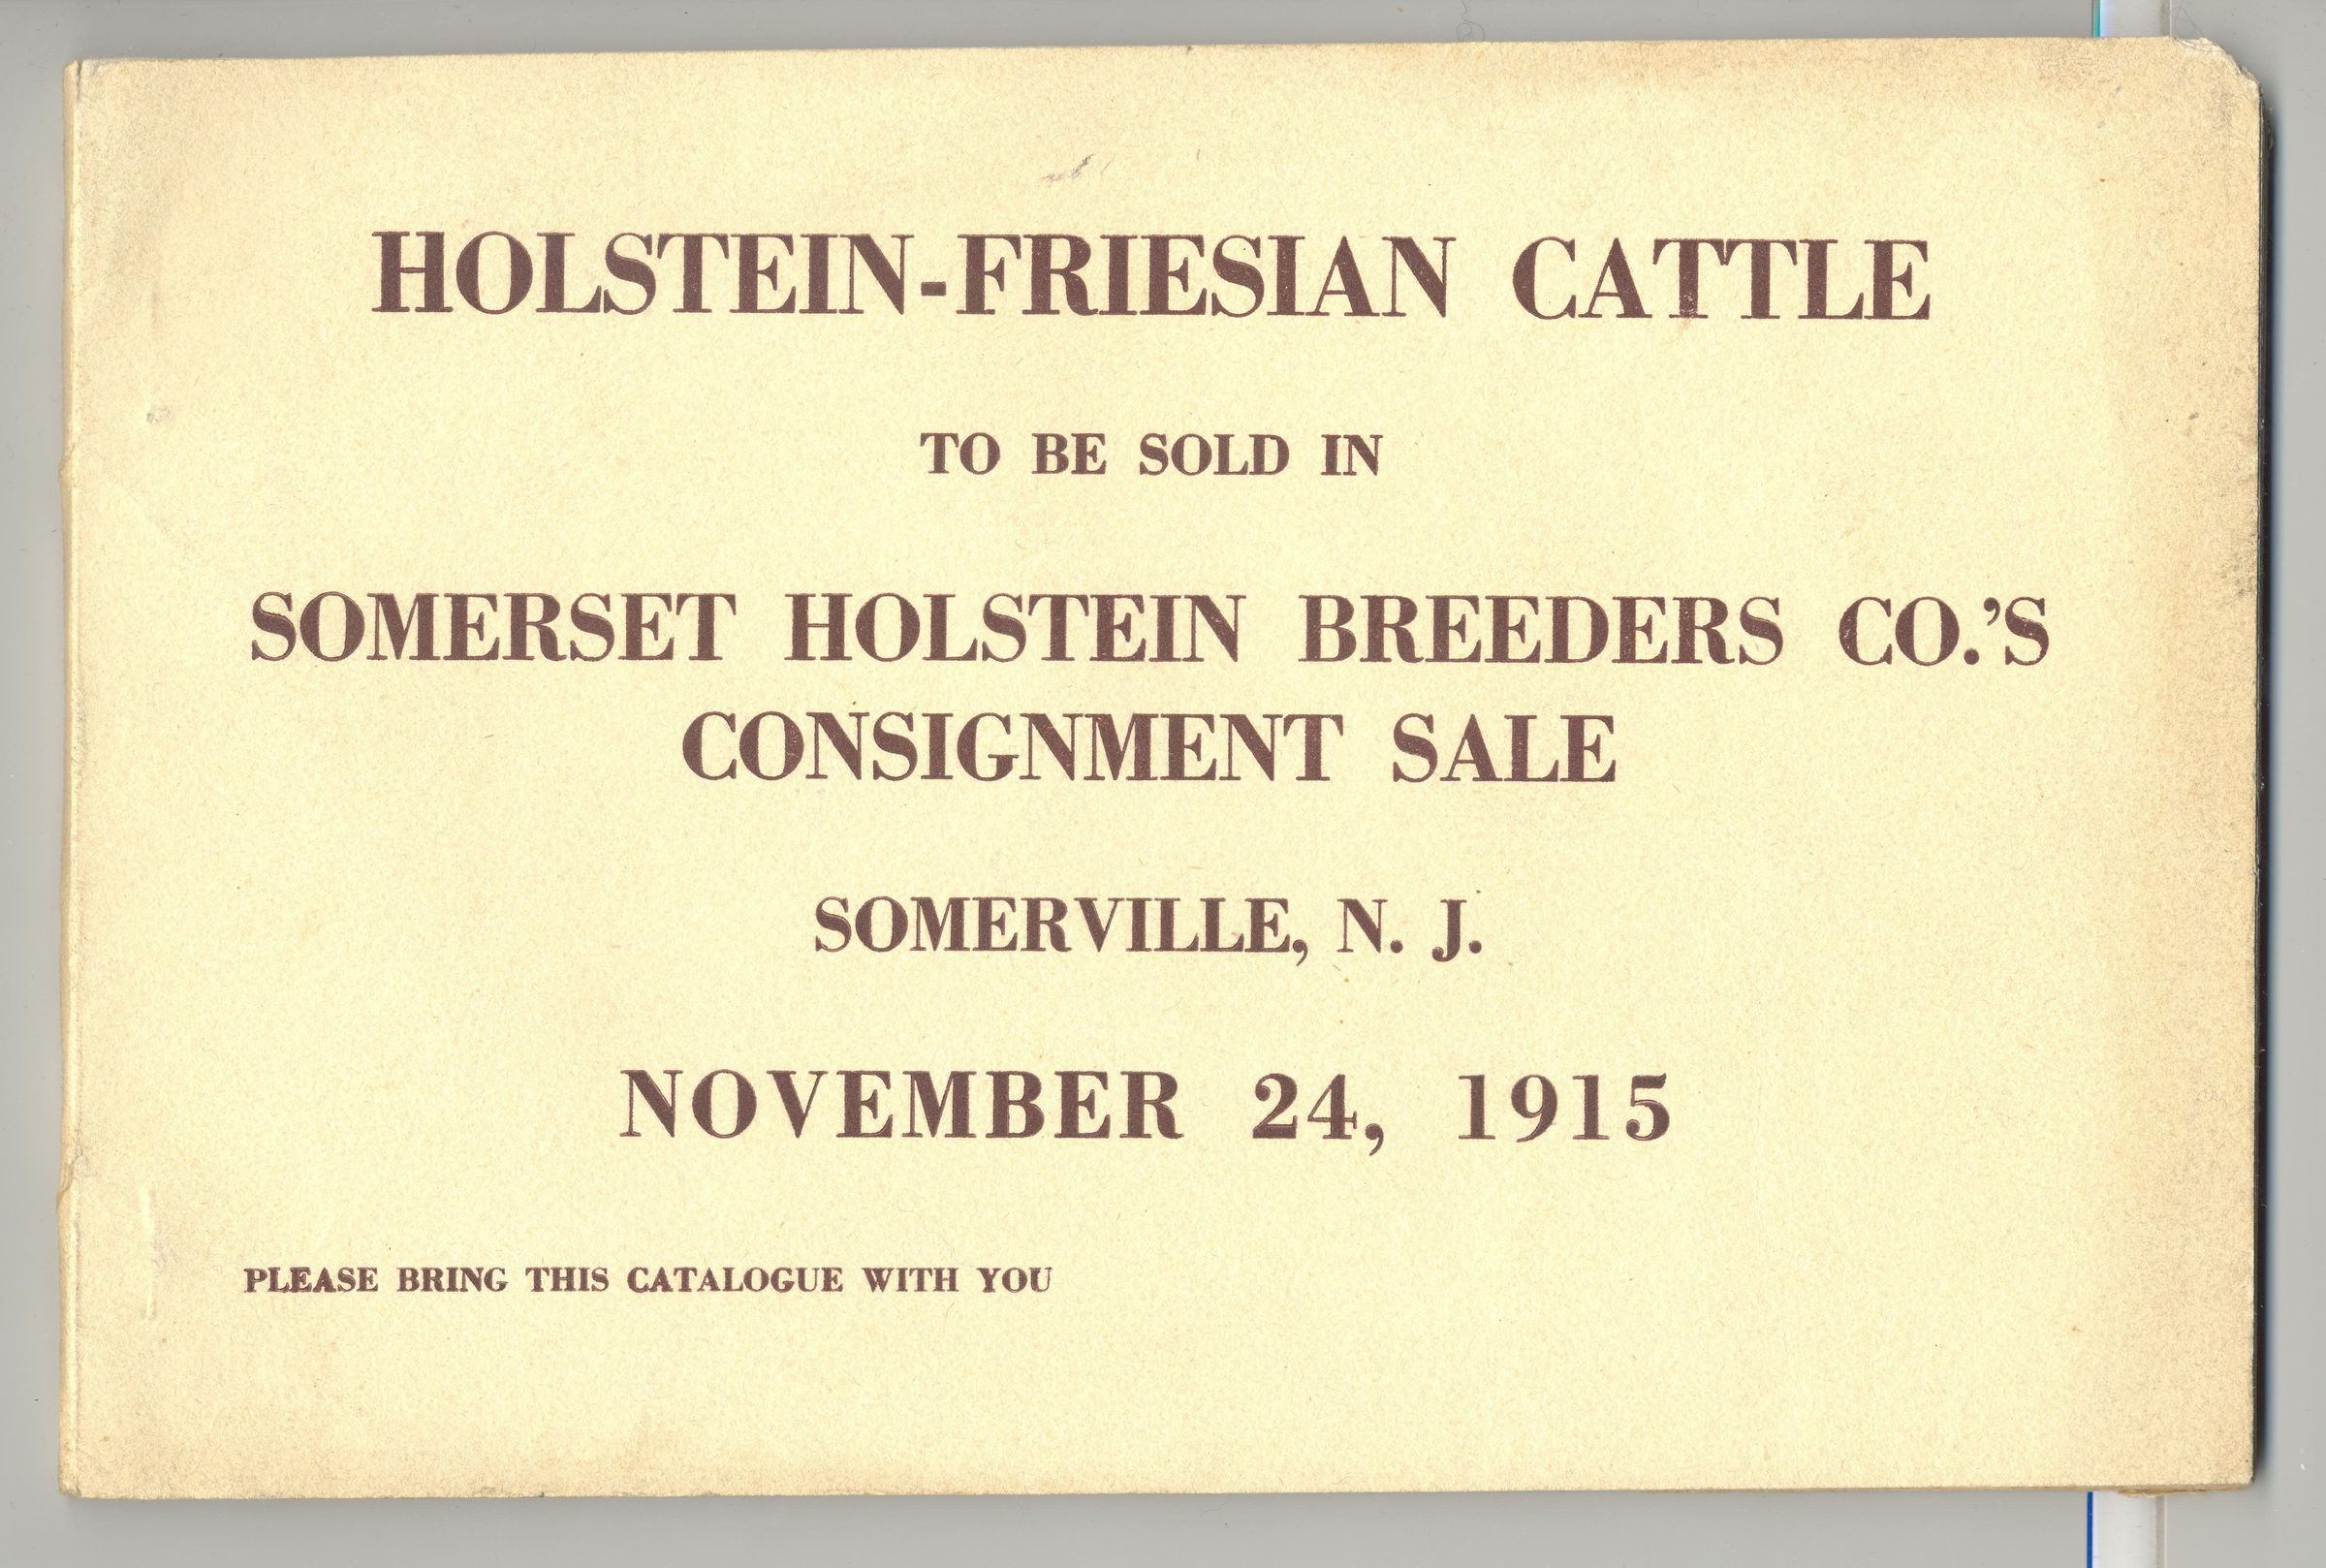 HOLSTEIN-FRIESIAN CATTLE
TO BE SOLD IN
SOMERSET HOLSTEIN BREEDERS CO.'S
CONSIGNMENT SALE
SOMERVILLE, N. J.
NOVEMBER 24, 1915
PLEASE BRING THIS CATALOGUE WITH YOU